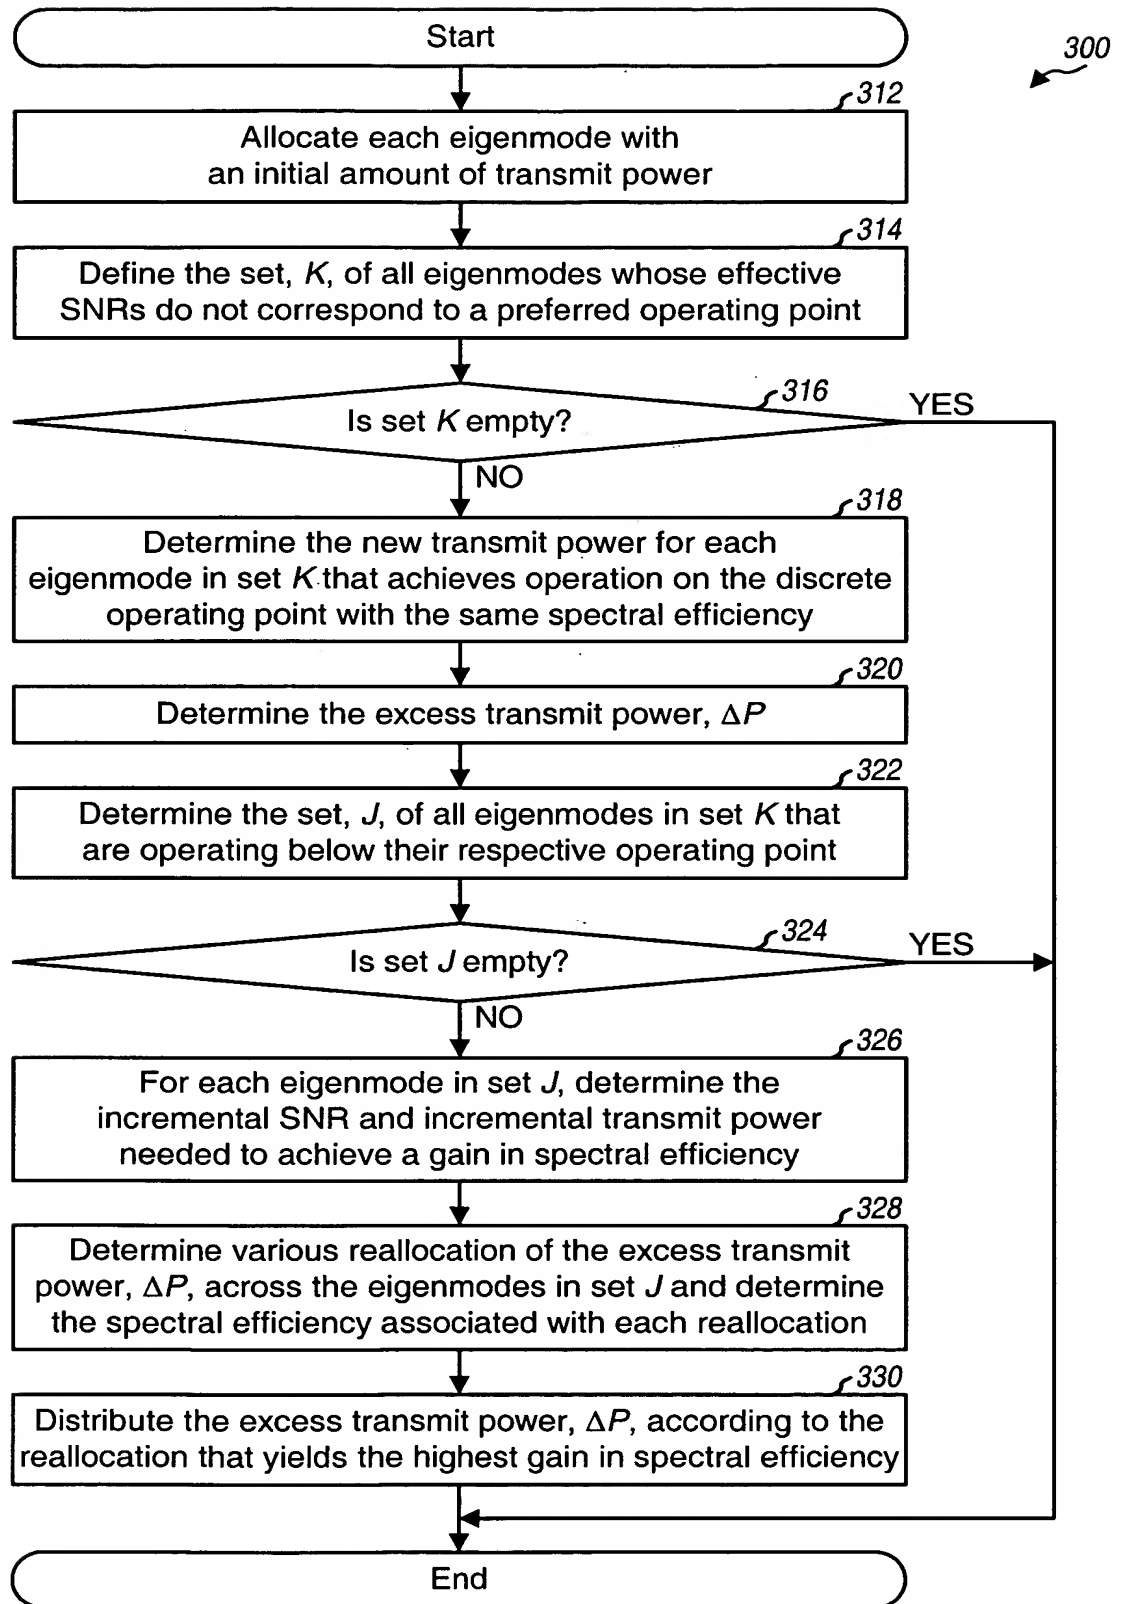 Start
300
312
Allocate each eigenmode with
an initial amount of transmit power
314
Define the set, K, of all eigenmodes whose effective
SNRs do not correspond to a preferred operating point
316
Is set K empty?
YES
NO
318
Determine the new transmit power for each
eigenmode in set K that achieves operation on the discrete
operating point with the same spectral efficiency
320
Determine the excess transmit power, ΔP
322
Determine the set, J, of all eigenmodes in set K that
are operating below their respective operating point
324
Is set J empty?
YES
NO
326
For each eigenmode in set J, determine the
incremental SNR and incremental transmit power
needed to achieve a gain in spectral efficiency
328
Determine various reallocation of the excess transmit
power, ΔP, across the eigenmodes in set J and determine
the spectral efficiency associated with each reallocation
330
Distribute the excess transmit power, ΔP, according to the
reallocation that yields the highest gain in spectral efficiency
End